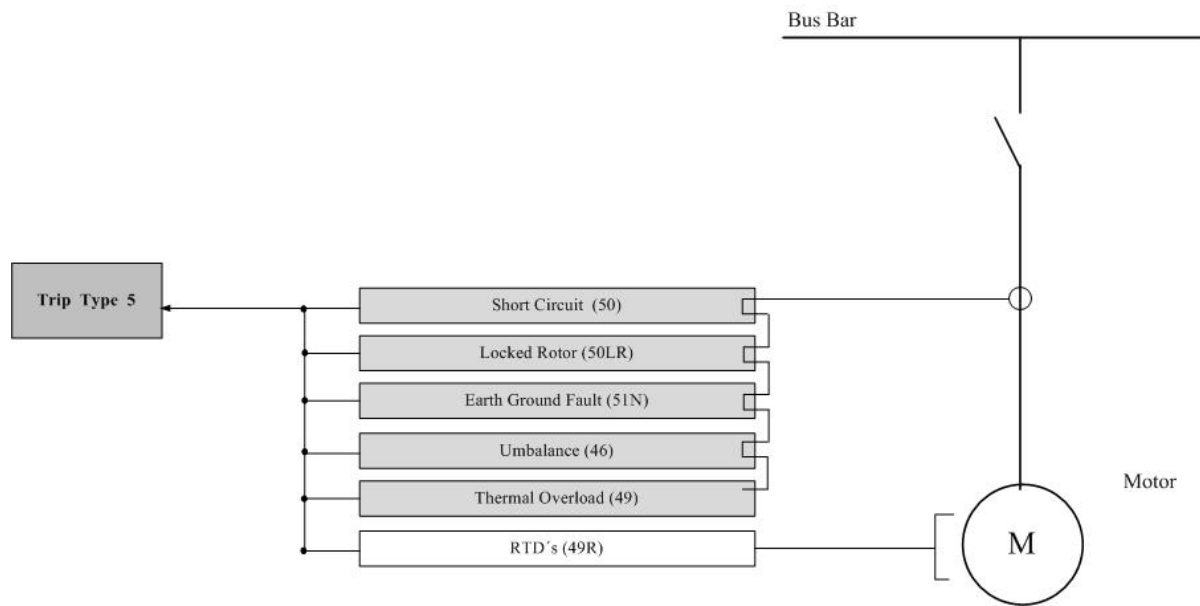 Bus Bar
Trip Type 5
Short Circuit (50)
Locked Rotor (50LR)
Earth Ground Fault (51N)
Umbalance (46)
Thermal Overload (49)
RTD´s (49R)
Motor
M